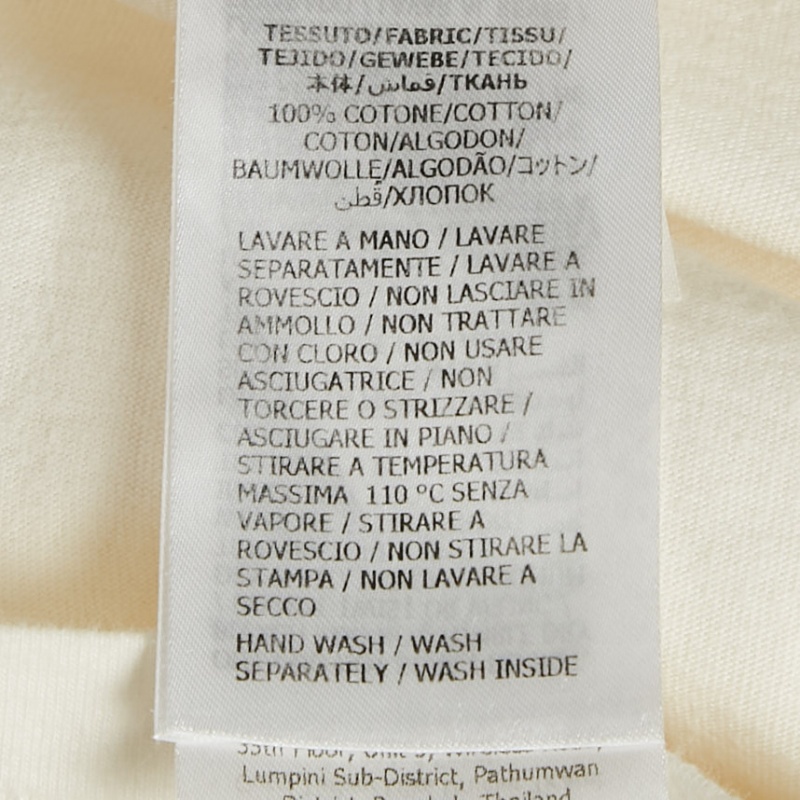 TESSUTO/FABRIC/TISSU/
TEJIDO/GEWEBE/TECIDO/
本体/قماش/ТКАНЬ
100% COTONE/COTTON/
COTON/ALGODON/
BAUMWOLLE/ALGODÃO/コットン/
قطن/ХЛОПОК
LAVARE A MANO / LAVARE
SEPARATAMENTE / LAVARE A
ROVESCIO / NON LASCIARE IN
AMMOLLO / NON TRATTARE
CON CLORO / NON USARE
ASCIUGATRICE / NON
TORCERE O STRIZZARE /
ASCIUGARE IN PIANO /
STIRARE A TEMPERATURA
MASSIMA 110 °C SENZA
VAPORE / STIRARE A
ROVESCIO / NON STIRARE LA
STAMPA / NON LAVARE A
SECCO
HAND WASH / WASH
SEPARATELY / WASH INSIDE
Lumpini Sub-District, Pathumwan